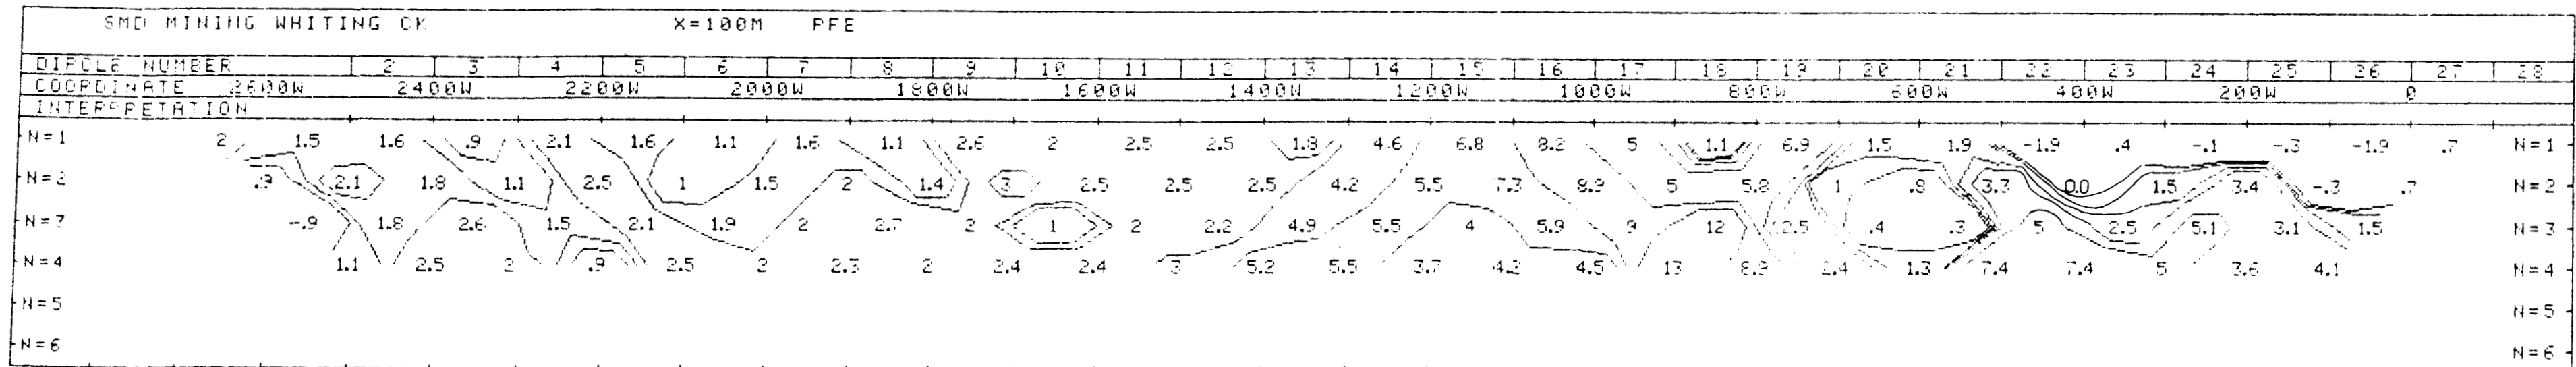 SMD MINING WHITING CK X=100M PFE
DIPOLE NUMBER 2 3 4 5 6 7 8 9 10 11 12 13 14 15 16 17 18 19 20 21 22 23 24 25 26 27 28
COORDINATE 2600W 2400W 2200W 2000W 1800W 1600W 1400W 1200W 1000W 800W 600W 400W 200W 0
INTERPRETATION
N=1 2 1.5 1.6 .9 2.1 1.6 1.1 1.6 1.1 2.6 2 2.5 2.5 1.8 4.6 6.8 8.2 5 1.1 6.9 1.5 1.9 -1.9 .4 -.1 -.3 -1.9 .7 N=1
N=2 .9 2.1 1.8 1.1 2.5 1 1.5 2 1.4 3 2.5 2.5 2.5 4.2 5.5 7.3 8.9 5 5.8 1 .8 3.3 0.0 1.5 3.4 -.3 .7 N=2
N=3 -.9 1.8 2.6 1.5 2.1 1.9 2 2.7 2 1 2 2.2 4.9 5.5 4 5.9 9 12 2.5 .4 .3 5 2.5 5.1 3.1 1.5 N=3
N=4 1.1 2.5 2 .9 2.5 2 2.3 2 2.4 2.4 3 5.2 5.5 3.7 4.2 4.5 13 8.9 2.4 1.3 7.4 7.4 5 3.6 4.1 N=4
N=5 N=5
N=6 N=6